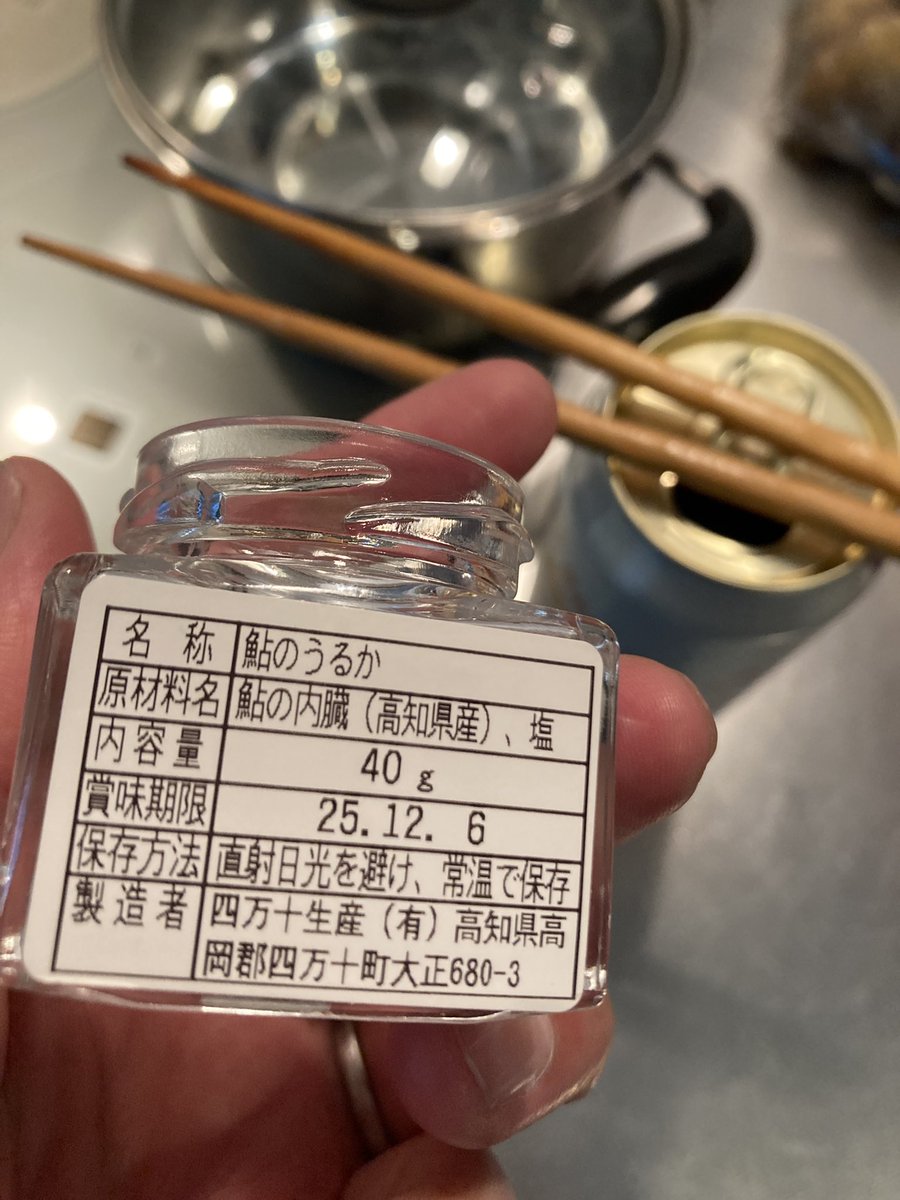 名称 鮎のうるか
原材料名 鮎の内臓（高知県産）、塩
内容量 40g
賞味期限 25.12. 6
保存方法 直射日光を避け、常温で保存
製造者 四万十生産（有）高知県高
岡郡四万十町大正680-3